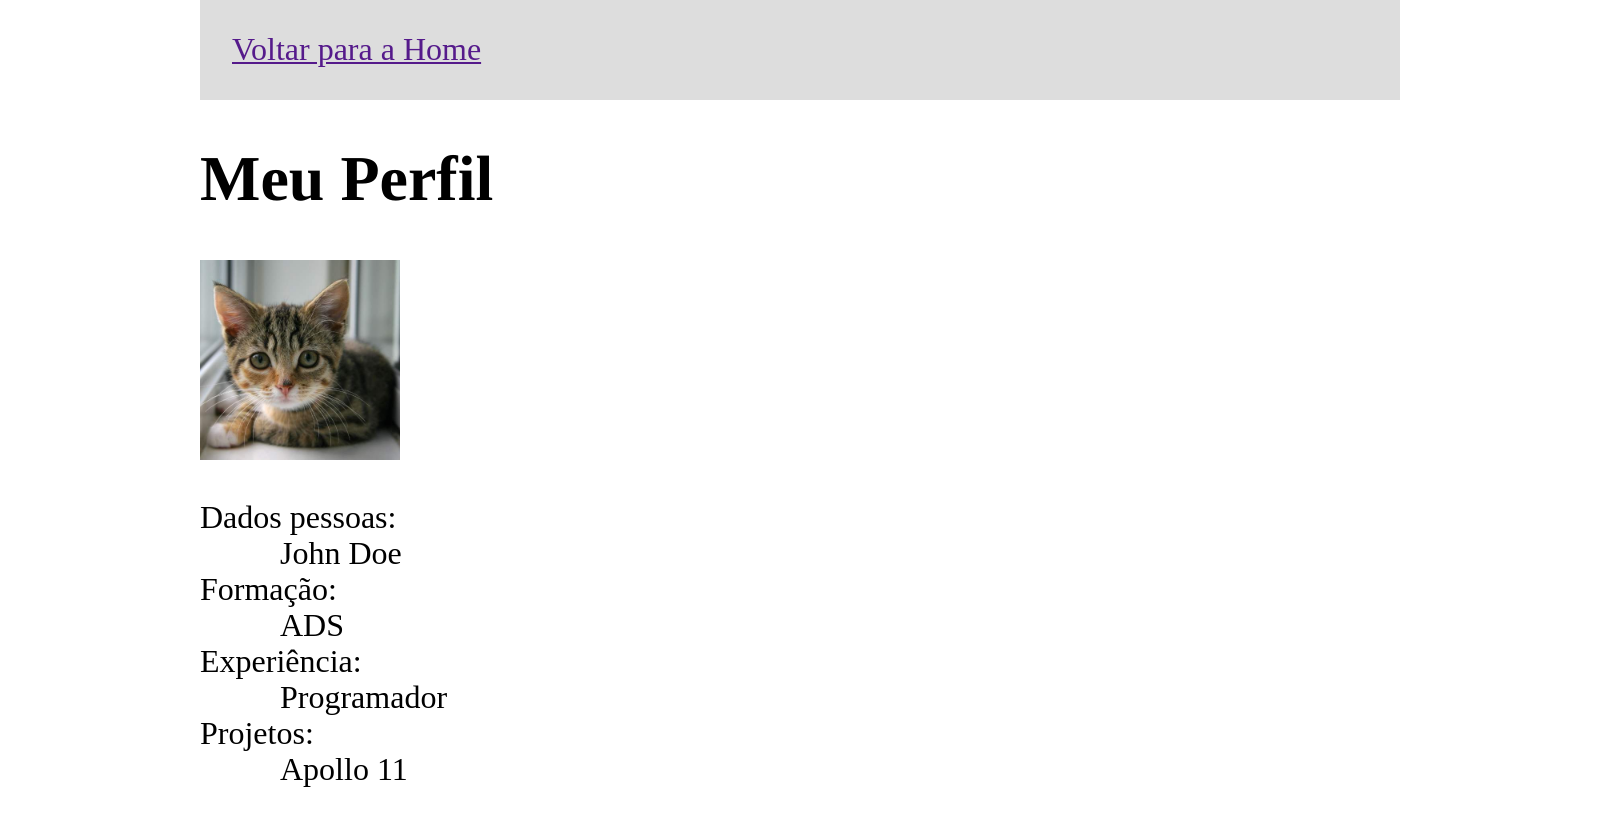 Voltar para a Home
Meu Perfil
Dados pessoas:
John Doe
Formação:
ADS
Experiência:
Programador
Projetos:
Apollo 11